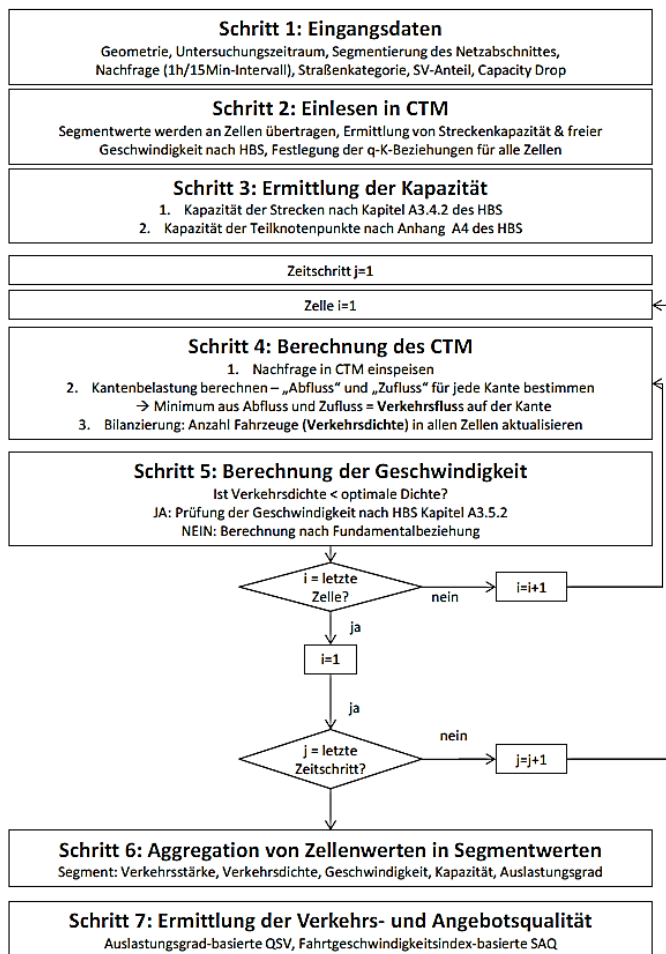 Schritt 1: Eingangsdaten
Geometrie, Untersuchungszeitraum, Segmentierung des Netzabschnittes,
Nachfrage (1h/15Min-Intervall), Straßenkategorie, SV-Anteil, Capacity Drop
Schritt 2: Einlesen in CTM
Segmentwerte werden an Zellen übertragen, Ermittlung von Streckenkapazität & freier
Geschwindigkeit nach HBS, Festlegung der q-K-Beziehungen für alle Zellen
Schritt 3: Ermittlung der Kapazität
1. Kapazität der Strecken nach Kapitel A3.4.2 des HBS
2. Kapazität der Teilknotenpunkte nach Anhang A4 des HBS
Zeitschritt j=1
Zelle i=1
Schritt 4: Berechnung des CTM
1. Nachfrage in CTM einspeisen
2. Kantenbelastung berechnen – „Abfluss" und „Zufluss" für jede Kante bestimmen
→ Minimum aus Abfluss und Zufluss = Verkehrsfluss auf der Kante
3. Bilanzierung: Anzahl Fahrzeuge (Verkehrsdichte) in allen Zellen aktualisieren
Schritt 5: Berechnung der Geschwindigkeit
Ist Verkehrsdichte < optimale Dichte?
JA: Prüfung der Geschwindigkeit nach HBS Kapitel A3.5.2
NEIN: Berechnung nach Fundamentalbeziehung
i = letzte
Zelle?
nein
i=i+1
ja
i=1
ja
j = letzte
Zeitschritt?
nein
j=j+1
Schritt 6: Aggregation von Zellenwerten in Segmentwerten
Segment: Verkehrsstärke, Verkehrsdichte, Geschwindigkeit, Kapazität, Auslastungsgrad
Schritt 7: Ermittlung der Verkehrs- und Angebotsqualität
Auslastungsgrad-basierte QSV, Fahrtgeschwindigkeitsindex-basierte SAQ